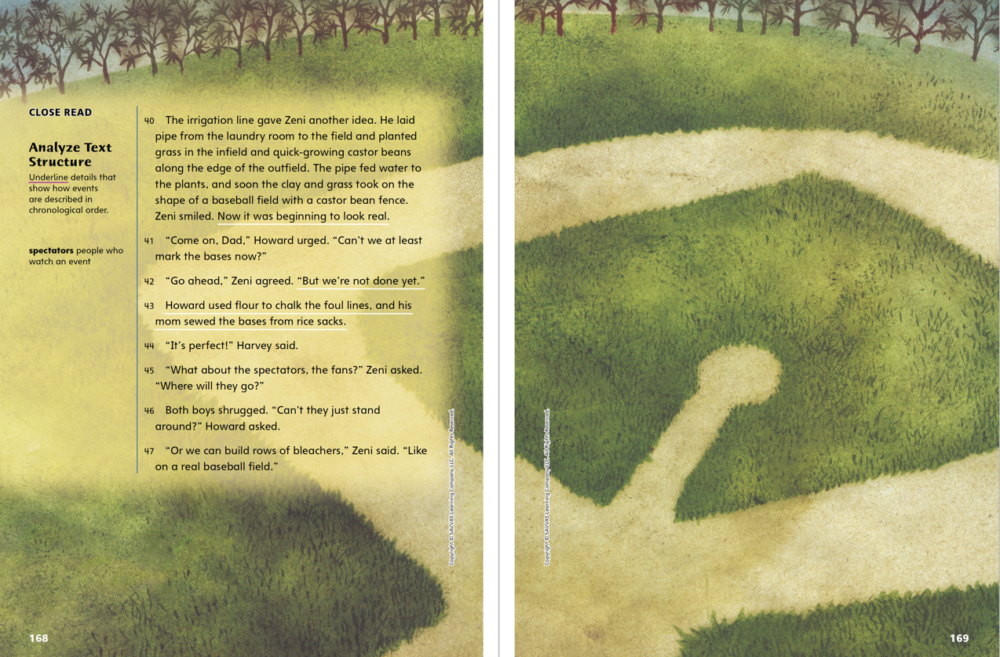 CLOSE READ
Analyze Text
Structure
Underline details that
show how events
are described in
chronological order.
spectators people who
watch an event
40 The irrigation line gave Zeni another idea. He laid
pipe from the laundry room to the field and planted
grass in the infield and quick-growing castor beans
along the edge of the outfield. The pipe fed water to
the plants, and soon the clay and grass took on the
shape of a baseball field with a castor bean fence.
Zeni smiled. Now it was beginning to look real.
41 “Come on, Dad,” Howard urged. “Can’t we at least
mark the bases now?”
42 “Go ahead,” Zeni agreed. “But we’re not done yet.”
43 Howard used flour to chalk the foul lines, and his
mom sewed the bases from rice sacks.
44 “It’s perfect!” Harvey said.
45 “What about the spectators, the fans?” Zeni asked.
“Where will they go?”
46 Both boys shrugged. “Can’t they just stand
around?” Howard asked.
47 “Or we can build rows of bleachers,” Zeni said. “Like
on a real baseball field.”
Copyright © SAVVAS Learning Company LLC. All Rights Reserved.
168
Copyright © SAVVAS Learning Company LLC. All Rights Reserved.
169